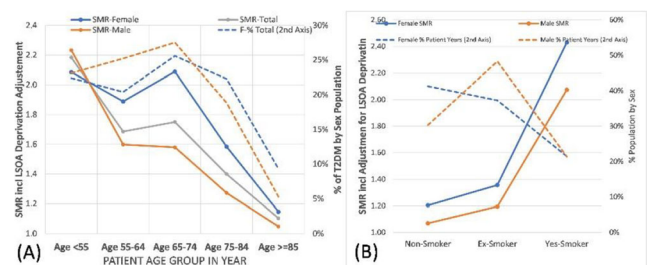 SMR-Female
SMR-Total
SMR-Male
F-% Total (2nd Axis)
SMR incl LSOA Deprivation Adjustement
2.4
2.2
2.0
1.8
1.6
1.4
1.2
1.0
30%
25%
20%
15%
10%
5%
0%
% of T2DM by Sex Population
Age <55
Age 55-64
Age 65-74
Age 75-84
Age >=85
(A)
PATIENT AGE GROUP IN YEAR
Female SMR
Male SMR
Female % Patient Years (2nd Axis)
Male % Patient Years (2nd Axis)
SMR incl Adjustmen for LSOA Deprivatin
2.60
2.40
2.20
2.00
1.80
1.60
1.40
1.20
1.00
60%
50%
40%
30%
20%
10%
0%
% Population by Sex
Non-Smoker
Ex-Smoker
Yes-Smoker
(B)